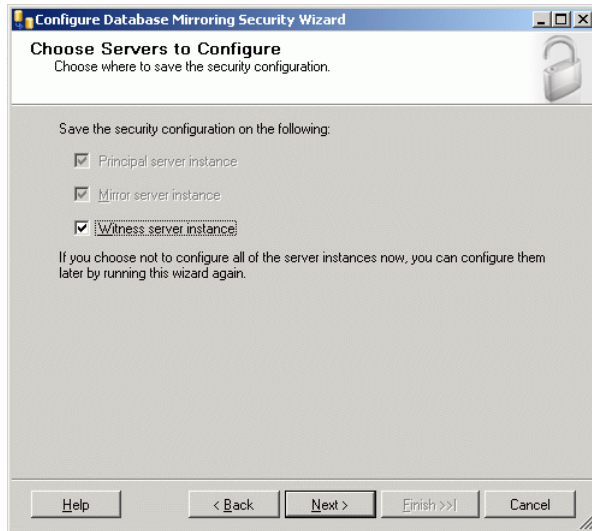 Configure Database Mirroring Security Wizard
Choose Servers to Configure
Choose where to save the security configuration.
Save the security configuration on the following:
Principal server instance
Mirror server instance
Witness server instance
If you choose not to configure all of the server instances now, you can configure them
later by running this wizard again.
Help
< Back
Next >
Finish >>|
Cancel